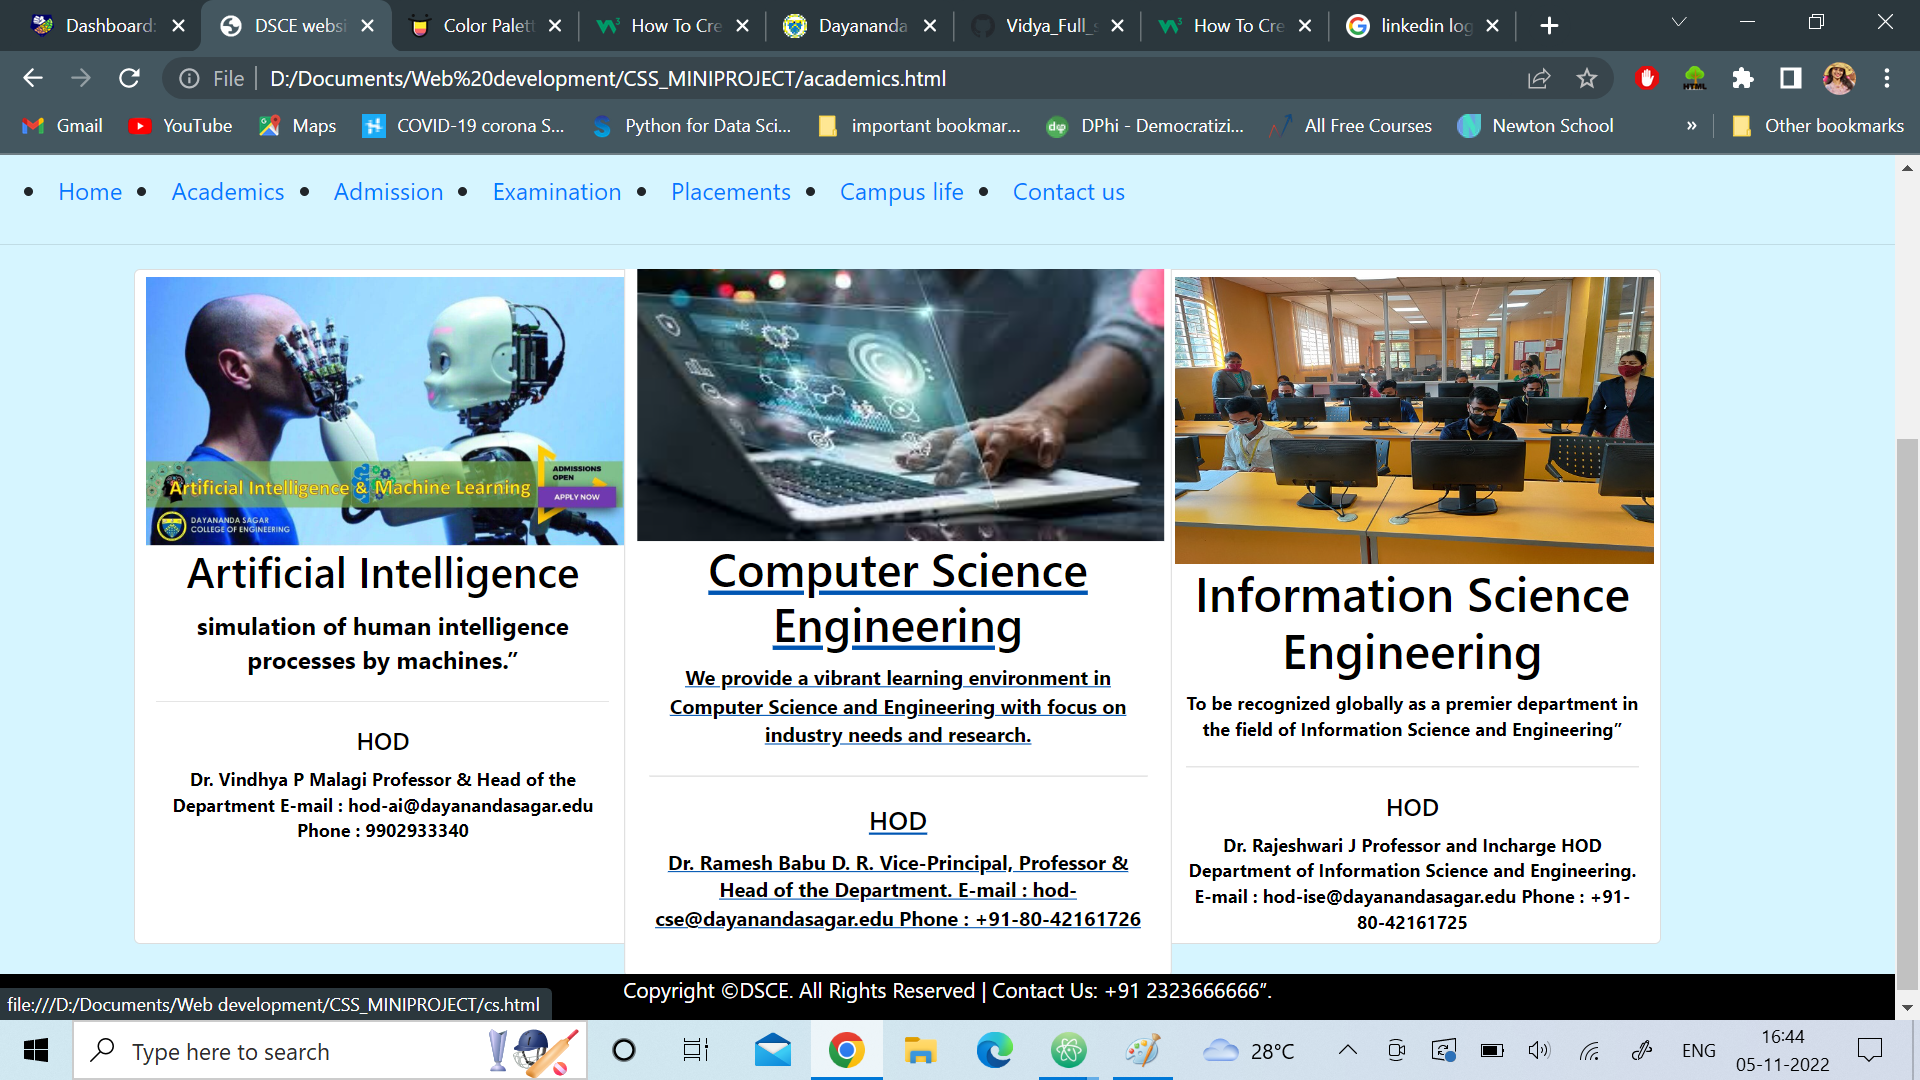 Dashboard:
DSCE websi
Color Palett
How To Cre
Dayananda
Vidya_Full_s
How To Cre
linkedin log
File
D:/Documents/Web%20development/CSS_MINIPROJECT/academics.html
Gmail
YouTube
Maps
COVID-19 corona S...
Python for Data Sci...
important bookmar...
DPhi - Democratizi...
All Free Courses
Newton School
»
Other bookmarks
Home
Academics
Admission
Examination
Placements
Campus life
Contact us
Artificial Intelligence & Machine Learning
ADMISSIONS
OPEN
APPLY NOW
DAYANANDA SAGAR
COLLEGE OF ENGINEERING
Artificial Intelligence
simulation of human intelligence
processes by machines.”
HOD
Dr. Vindhya P Malagi Professor & Head of the
Department E-mail : hod-ai@dayanandasagar.edu
Phone : 9902933340
Computer Science
Engineering
We provide a vibrant learning environment in
Computer Science and Engineering with focus on
industry needs and research.
HOD
Dr. Ramesh Babu D. R. Vice-Principal, Professor &
Head of the Department. E-mail : hod-
cse@dayanandasagar.edu Phone : +91-80-42161726
Information Science
Engineering
To be recognized globally as a premier department in
the field of Information Science and Engineering”
HOD
Dr. Rajeshwari J Professor and Incharge HOD
Department of Information Science and Engineering.
E-mail : hod-ise@dayanandasagar.edu Phone : +91-
80-42161725
Copyright ©DSCE. All Rights Reserved | Contact Us: +91 2323666666”.
file:///D:/Documents/Web development/CSS_MINIPROJECT/cs.html
Type here to search
28°C
ENG
16:44
05-11-2022